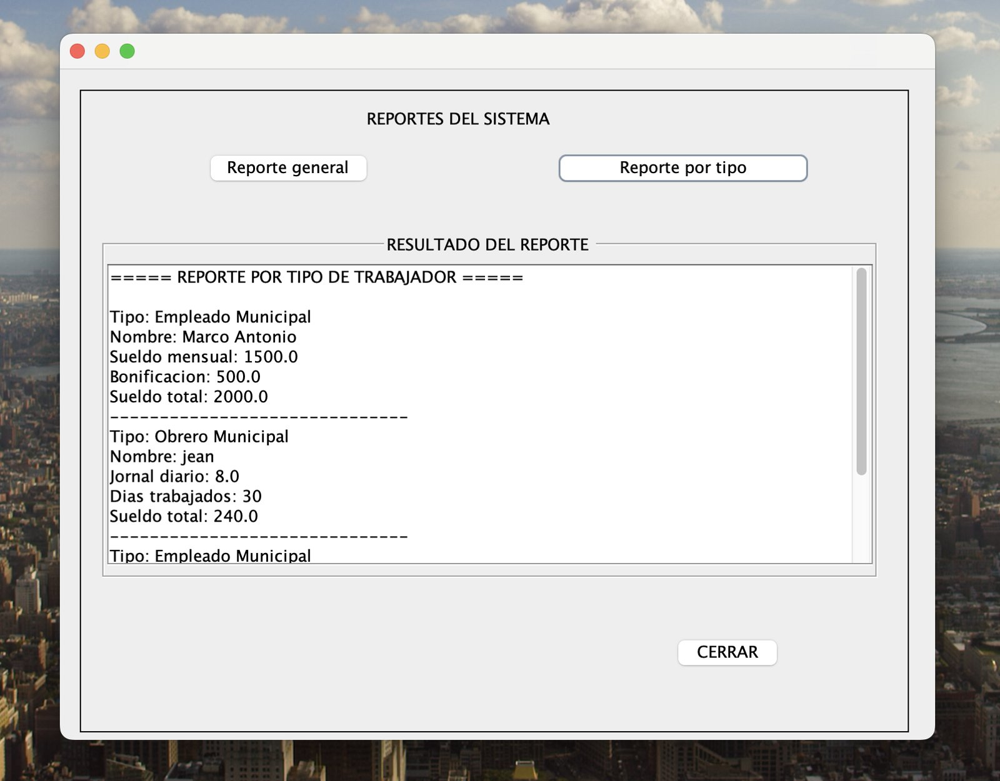 REPORTES DEL SISTEMA
Reporte general
Reporte por tipo
RESULTADO DEL REPORTE
===== REPORTE POR TIPO DE TRABAJADOR =====
Tipo: Empleado Municipal
Nombre: Marco Antonio
Sueldo mensual: 1500.0
Bonificacion: 500.0
Sueldo total: 2000.0
------------------------------
Tipo: Obrero Municipal
Nombre: jean
Jornal diario: 8.0
Dias trabajados: 30
Sueldo total: 240.0
------------------------------
Tipo: Empleado Municipal
CERRAR